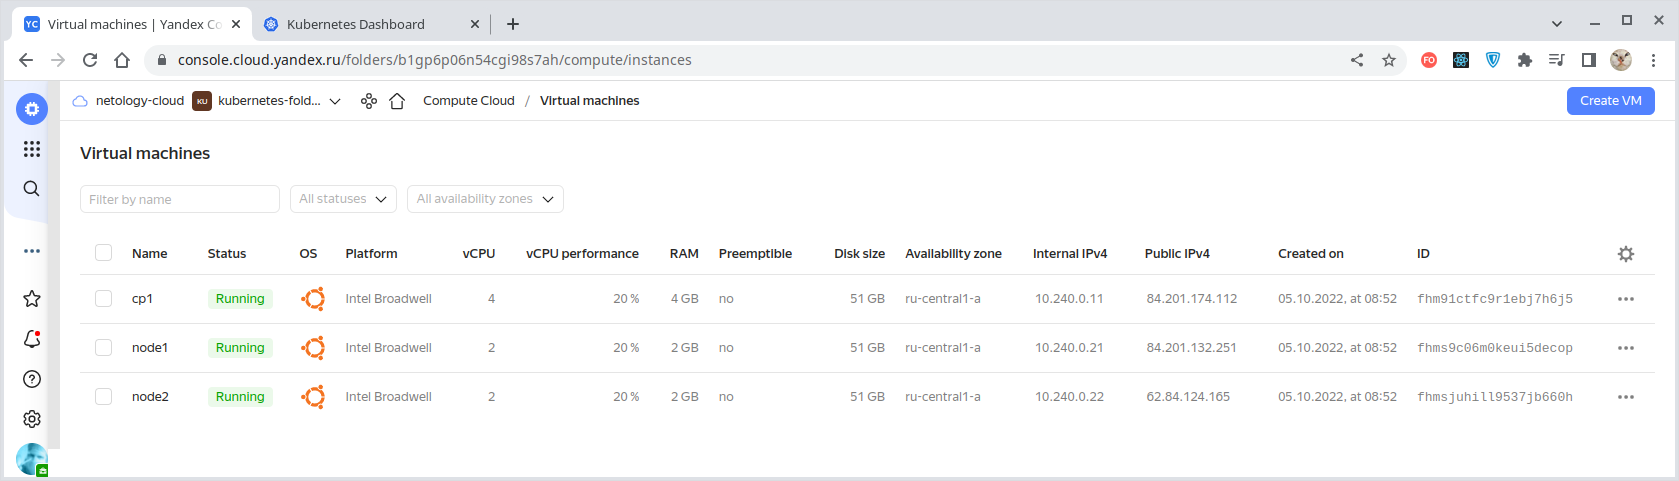 YC Virtual machines | Yandex Co
Kubernetes Dashboard
console.cloud.yandex.ru/folders/b1gp6p06n54cgi98s7ah/compute/instances
FO
netology-cloud KU kubernetes-fold... Compute Cloud / Virtual machines Create VM
Virtual machines
Filter by name All statuses All availability zones
Name Status OS Platform vCPU vCPU performance RAM Preemptible Disk size Availability zone Internal IPv4 Public IPv4 Created on ID
cp1 Running Intel Broadwell 4 20 % 4 GB no 51 GB ru-central1-a 10.240.0.11 84.201.174.112 05.10.2022, at 08:52 fhm91ctfc9r1ebj7h6j5
node1 Running Intel Broadwell 2 20 % 2 GB no 51 GB ru-central1-a 10.240.0.21 84.201.132.251 05.10.2022, at 08:52 fhms9c06m0keui5decop
node2 Running Intel Broadwell 2 20 % 2 GB no 51 GB ru-central1-a 10.240.0.22 62.84.124.165 05.10.2022, at 08:52 fhmsjuhill9537jb660h